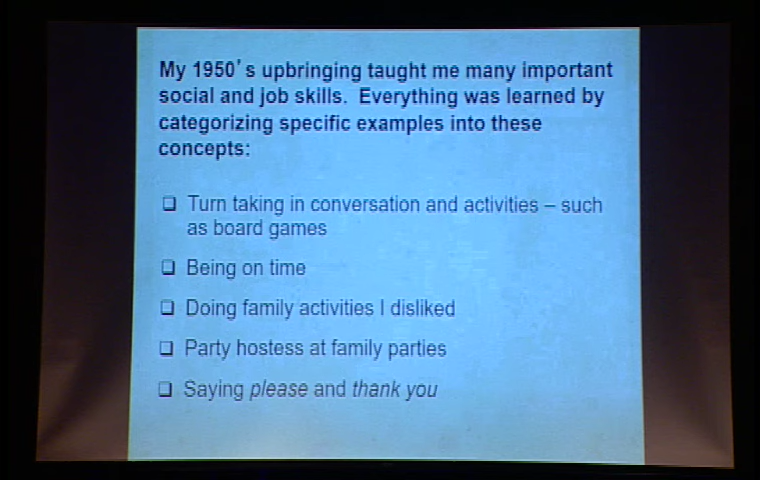 My 1950's upbringing taught me many important
social and job skills.  Everything was learned by
categorizing specific examples into these
concepts:
❑ Turn taking in conversation and activities – such
as board games
❑ Being on time
❑ Doing family activities I disliked
❑ Party hostess at family parties
❑ Saying please and thank you